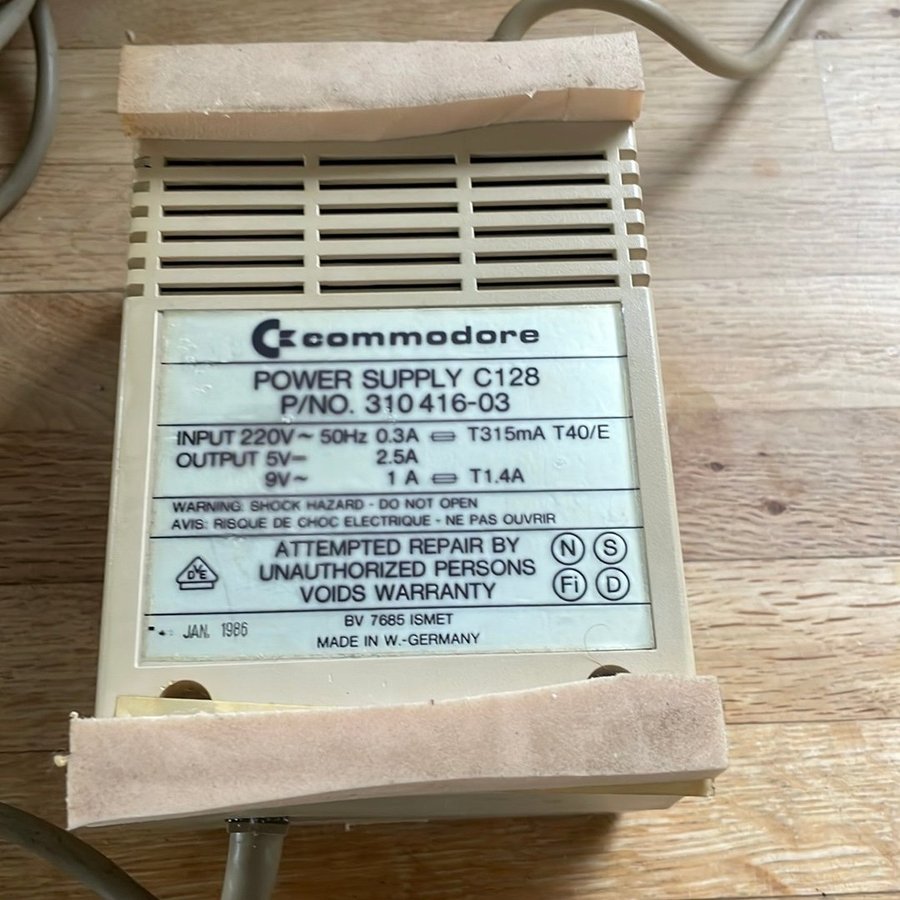 commodore
POWER SUPPLY C128
P/NO. 310 416-03
INPUT 220V~ 50Hz 0.3A T315mA T40/E
OUTPUT 5V⎓ 2.5A
9V~ 1 A T1.4A
WARNING: SHOCK HAZARD - DO NOT OPEN
AVIS: RISQUE DE CHOC ELECTRIQUE - NE PAS OUVRIR
ATTEMPTED REPAIR BY
UNAUTHORIZED PERSONS
VOIDS WARRANTY
DVE
N S
Fi D
JAN. 1986
BV 7685 ISMET
MADE IN W.-GERMANY